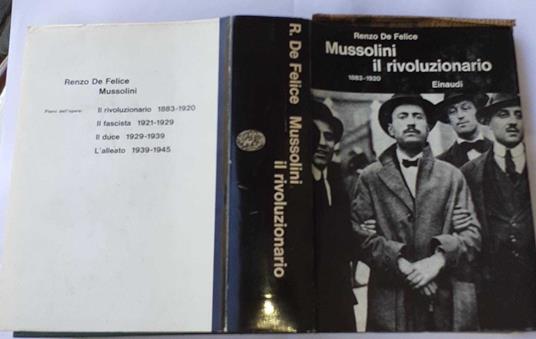 Renzo De Felice
Mussolini
Piano dell'opera: Il rivoluzionario 1883-1920
Il fascista 1921-1929
Il duce 1929-1939
L'alleato 1939-1945
R. De Felice Mussolini
il rivoluzionario
Renzo De Felice
Mussolini
il rivoluzionario
1883-1920
Einaudi